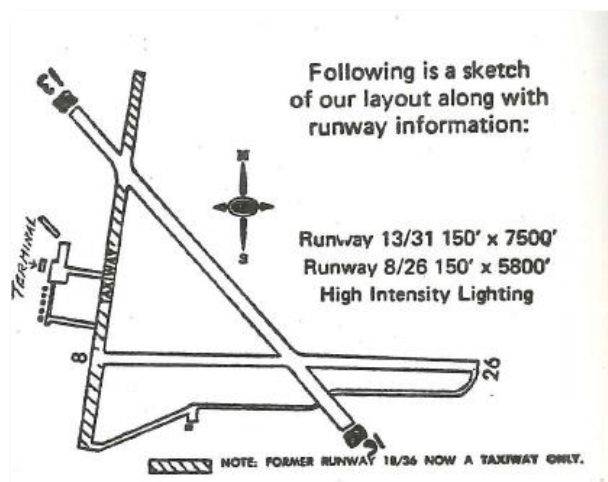 13
Following is a sketch
of our layout along with
runway information:
N
S
TERMINAL
TAXIWAY
Runway 13/31 150' x 7500'
Runway 8/26 150' x 5800'
High Intensity Lighting
8
26
NOTE: FORMER RUNWAY 18/36 NOW A TAXIWAY ONLY.